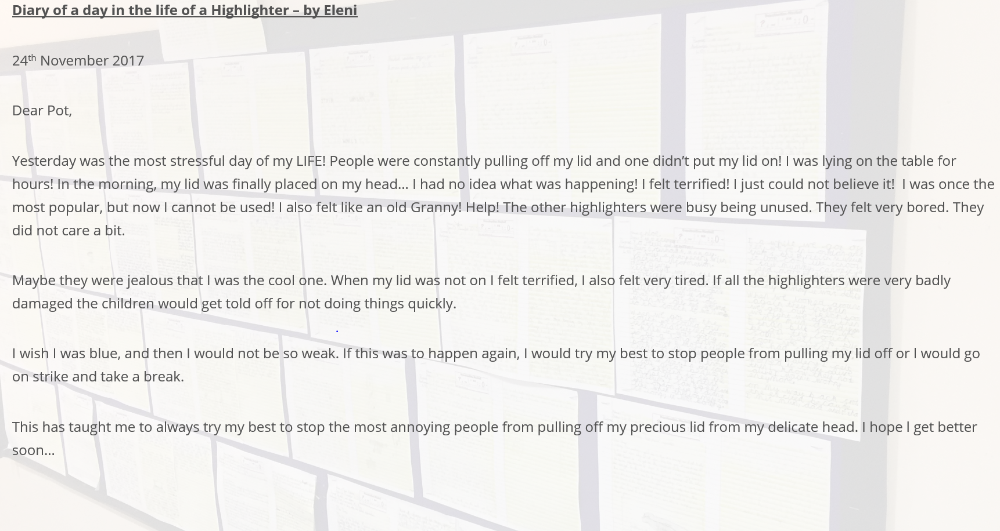 Diary of a day in the life of a Highlighter – by Eleni
24th November 2017
Dear Pot,
Yesterday was the most stressful day of my LIFE! People were constantly pulling off my lid and one didn’t put my lid on! I was lying on the table for
hours! In the morning, my lid was finally placed on my head… I had no idea what was happening! I felt terrified! I just could not believe it!  I was once the
most popular, but now I cannot be used! I also felt like an old Granny! Help! The other highlighters were busy being unused. They felt very bored. They
did not care a bit.
Maybe they were jealous that I was the cool one. When my lid was not on I felt terrified, I also felt very tired. If all the highlighters were very badly
damaged the children would get told off for not doing things quickly.
I wish I was blue, and then I would not be so weak. If this was to happen again, I would try my best to stop people from pulling my lid off or l would go
on strike and take a break.
This has taught me to always try my best to stop the most annoying people from pulling off my precious lid from my delicate head. I hope l get better
soon…